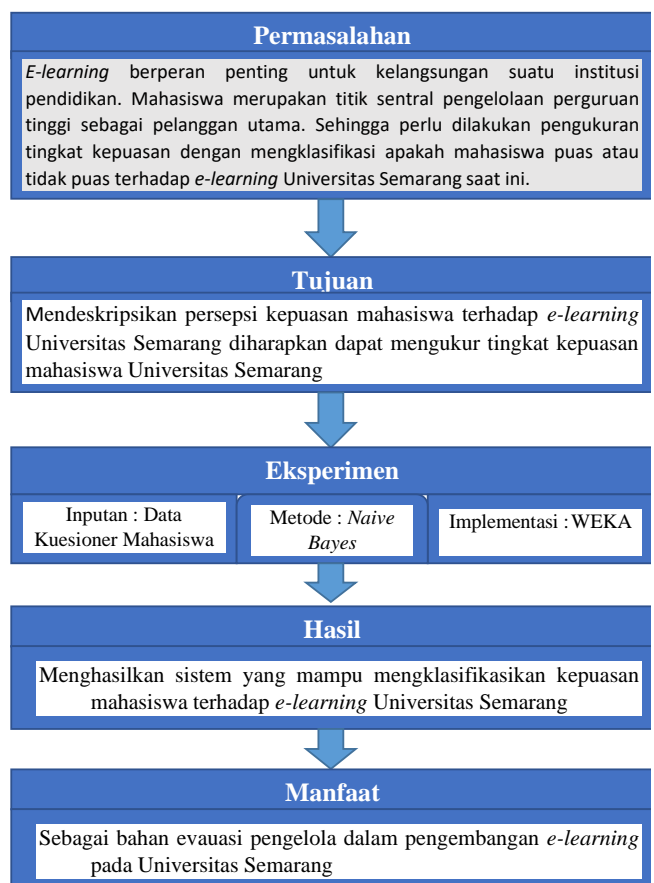 Permasalahan
E-learning berperan penting untuk kelangsungan suatu institusi
pendidikan. Mahasiswa merupakan titik sentral pengelolaan perguruan
tinggi sebagai pelanggan utama. Sehingga perlu dilakukan pengukuran
tingkat kepuasan dengan mengklasifikasi apakah mahasiswa puas atau
tidak puas terhadap e-learning Universitas Semarang saat ini.
Tujuan
Mendeskripsikan persepsi kepuasan mahasiswa terhadap e-learning
Universitas Semarang diharapkan dapat mengukur tingkat kepuasan
mahasiswa Universitas Semarang
Eksperimen
Inputan : Data
Kuesioner Mahasiswa
Metode : Naive
Bayes
Implementasi : WEKA
Hasil
Menghasilkan sistem yang mampu mengklasifikasikan kepuasan
mahasiswa terhadap e-learning Universitas Semarang
Manfaat
Sebagai bahan evauasi pengelola dalam pengembangan e-learning
pada Universitas Semarang